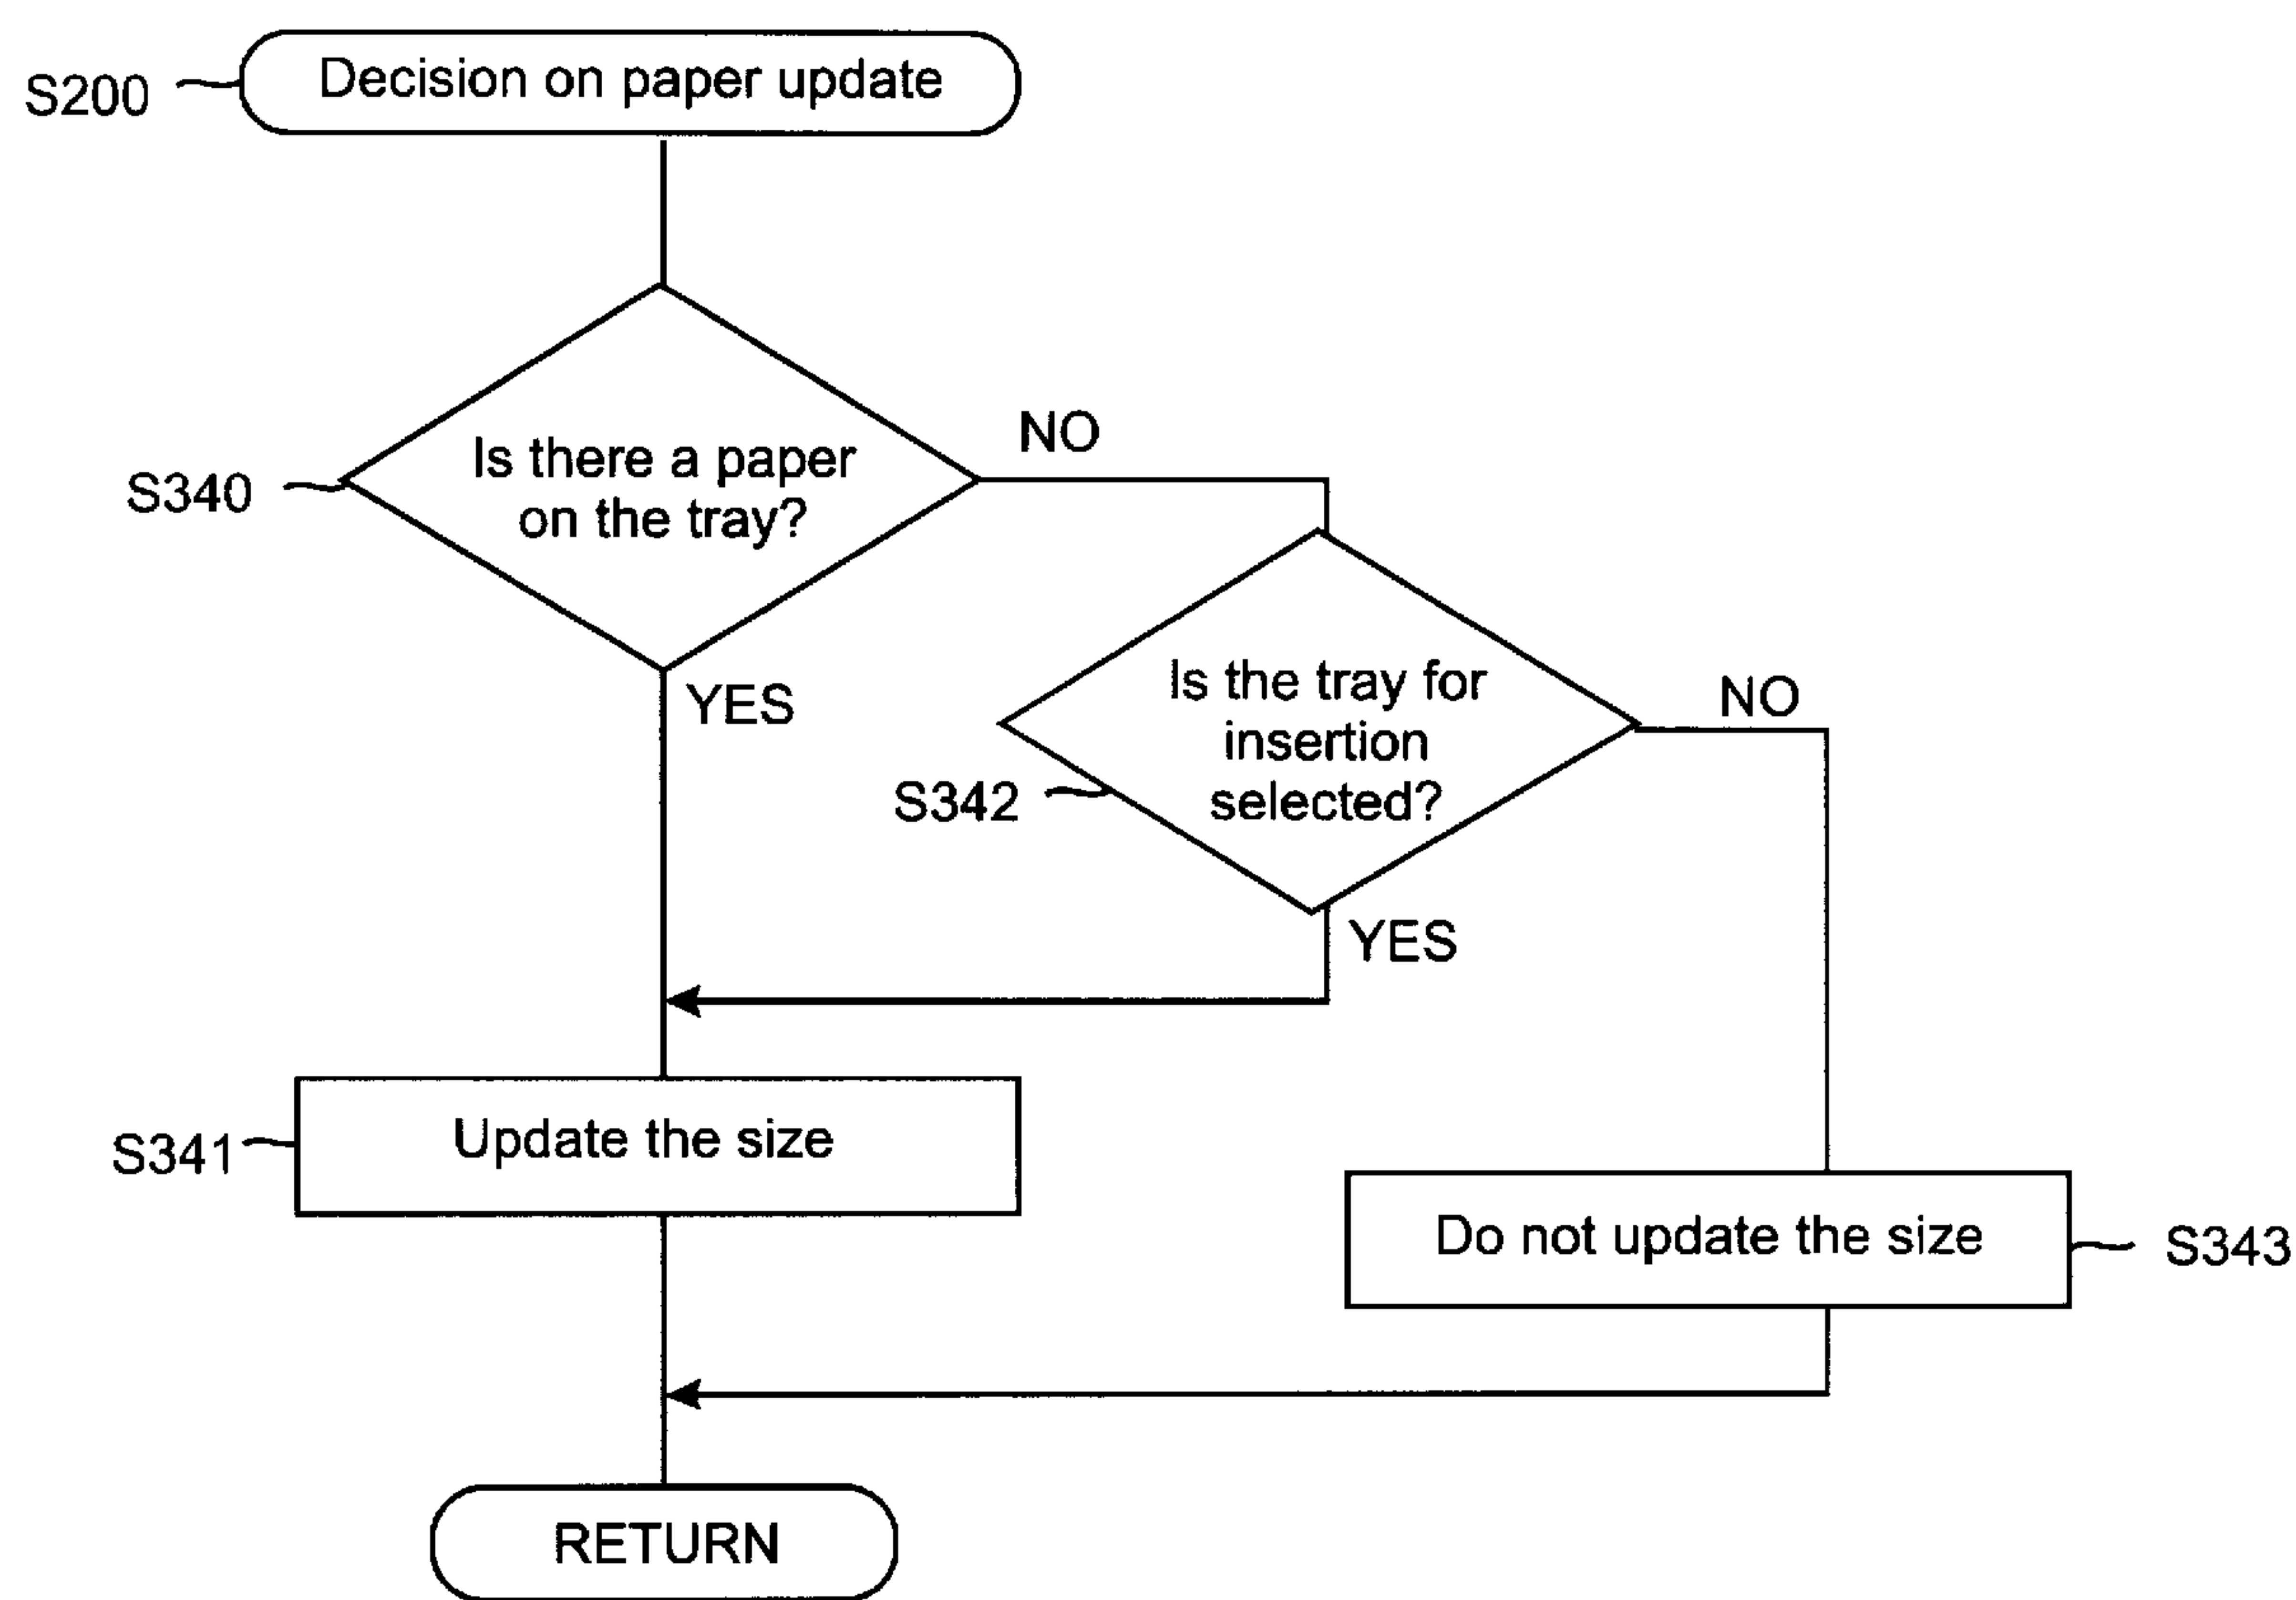 S200
Decision on paper update
S340
Is there a paper
on the tray?
NO
YES
S342
Is the tray for
insertion
selected?
NO
YES
S341
Update the size
Do not update the size
S343
RETURN